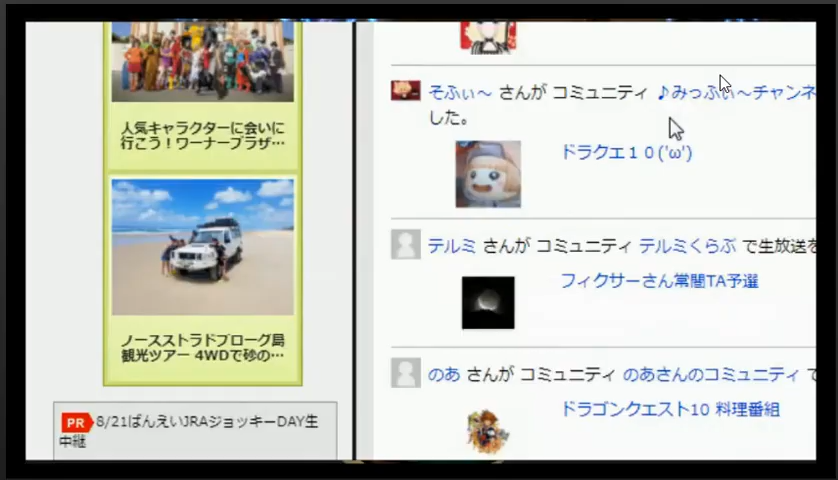 人気キャラクターに会いに
行こう！ワーナーブラザ…
ノースストラドブローグ島
観光ツアー 4WDで砂の…
PR 8/21ばんえいJRAジョッキーDAY生
中継
そふぃ～ さんが コミュニティ ♪みっふぃ～チャンネ
した。
ドラクエ１０('ω')
テルミ さんが コミュニティ テルミくらぶ で生放送を
フィクサーさん常闇TA予選
のあ さんが コミュニティ のあさんのコミュニティ で
ドラゴンクエスト10 料理番組